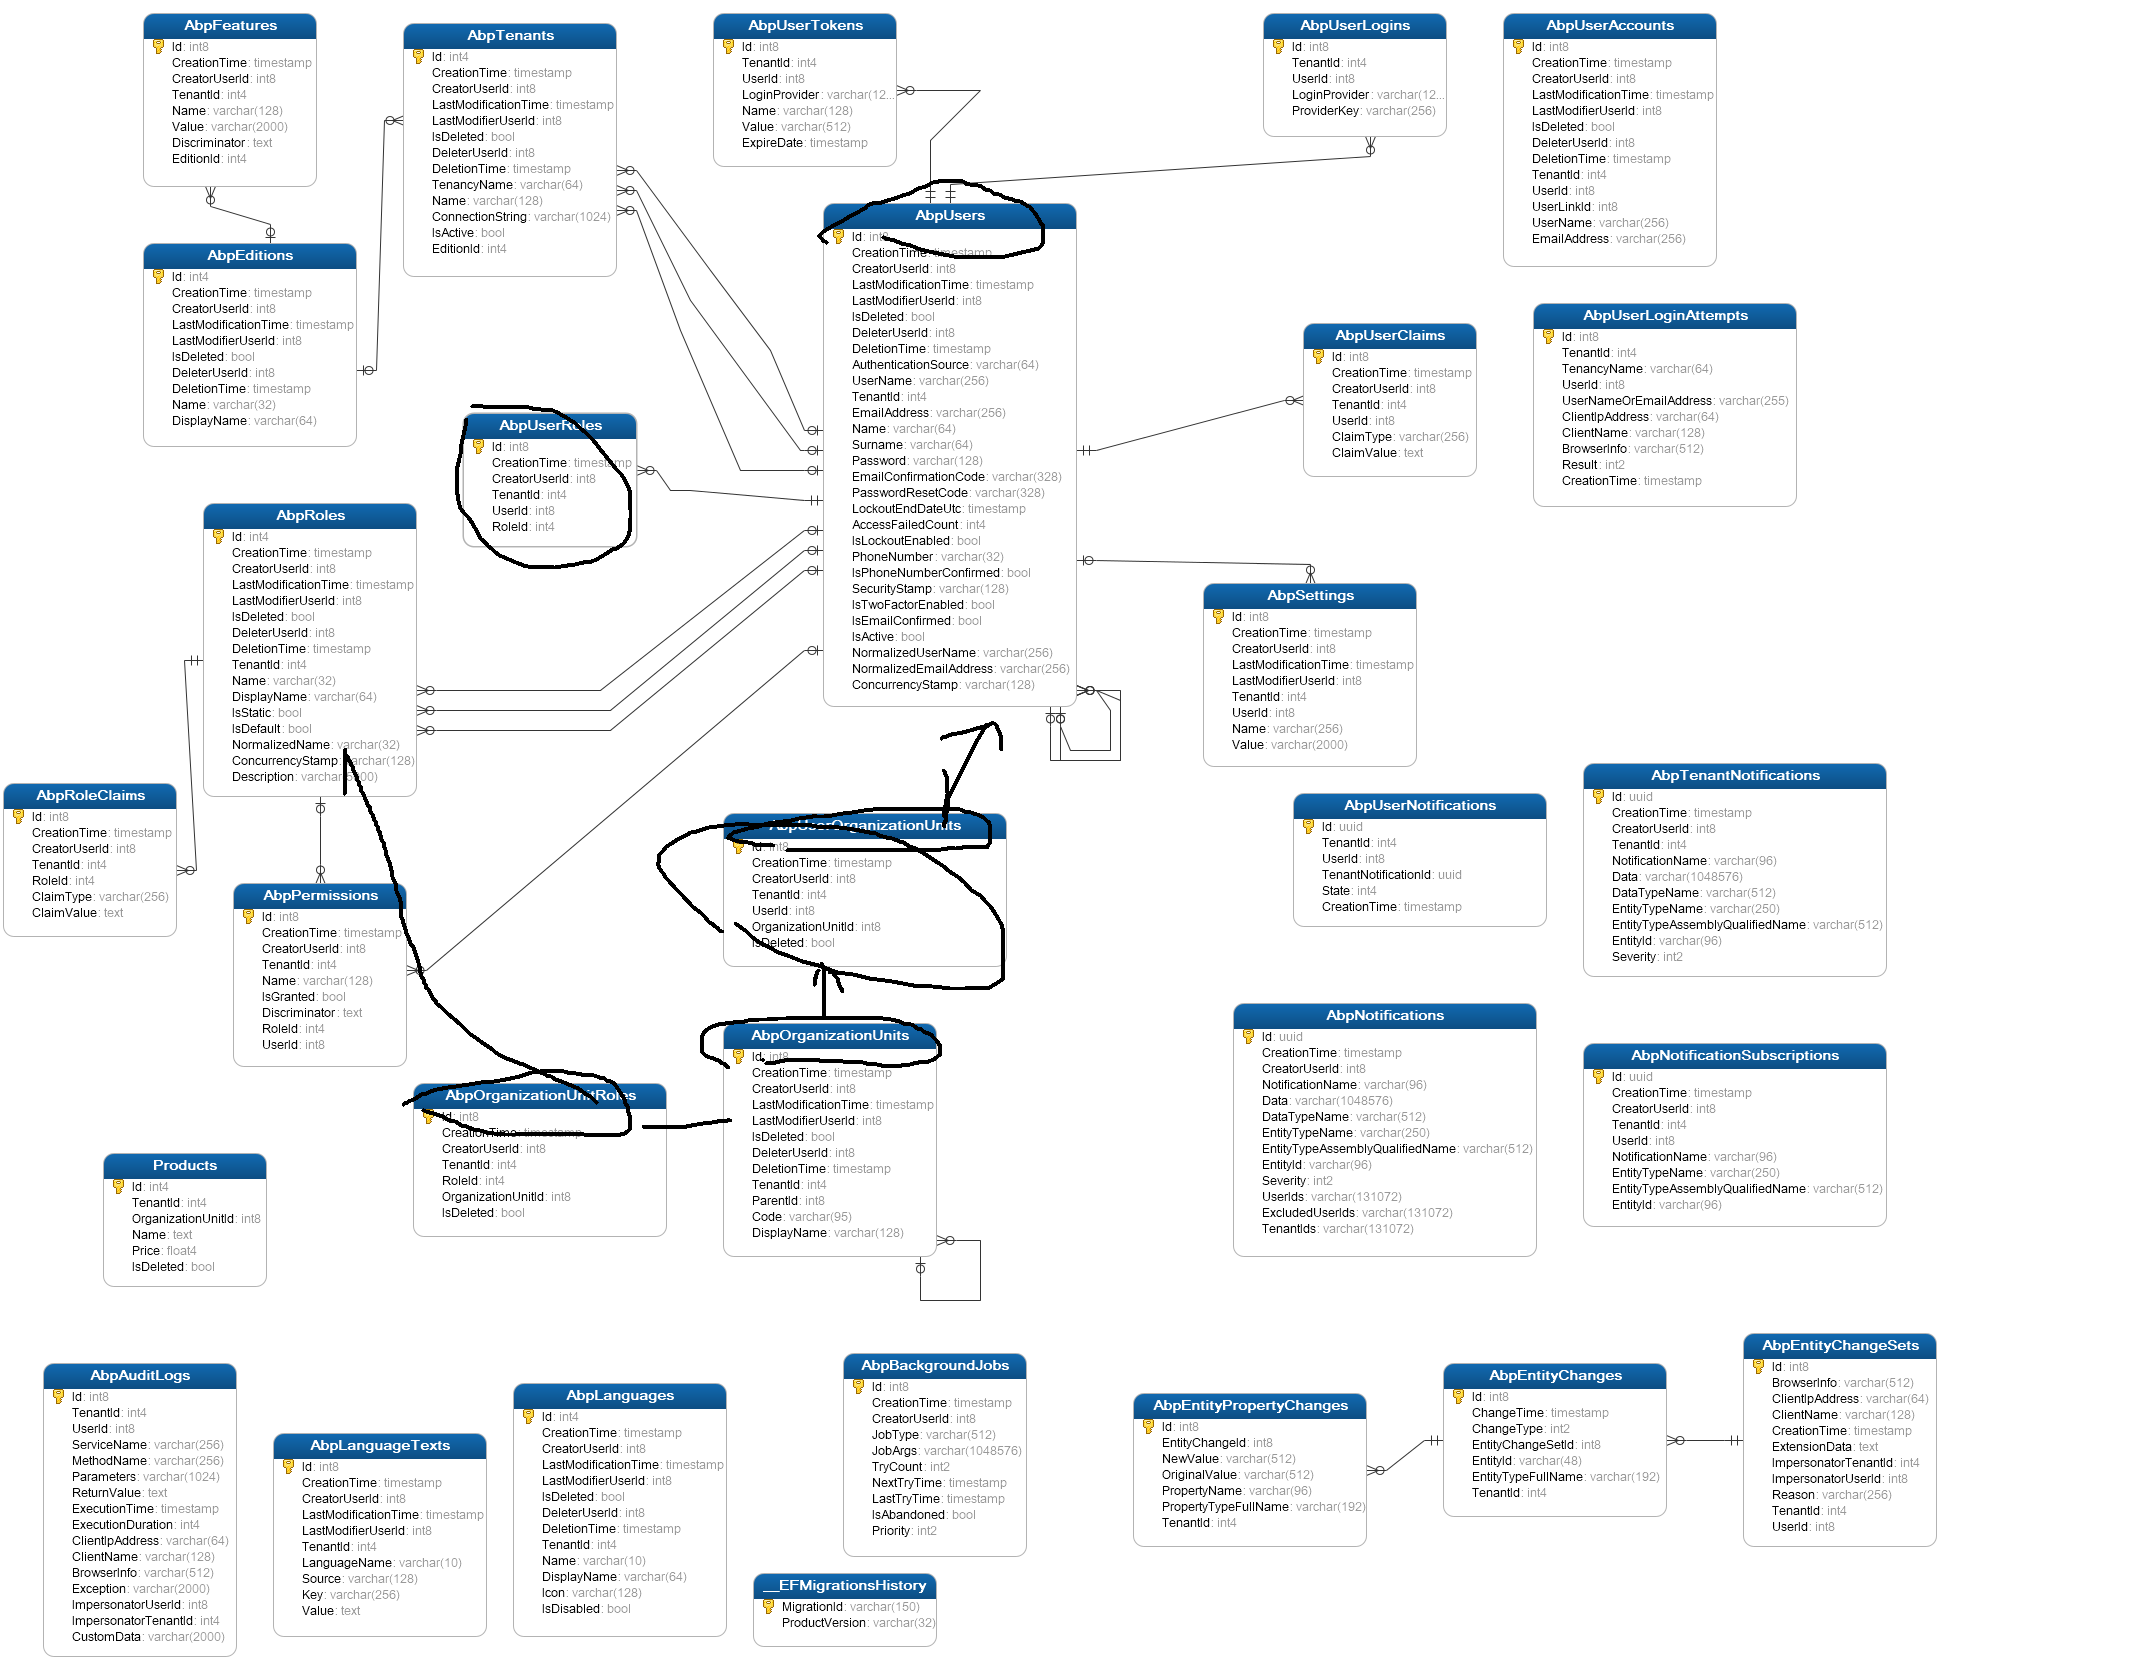 AbpFeatures
Id: int8
CreationTime: timestamp
CreatorUserId: int8
TenantId: int4
Name: varchar(128)
Value: varchar(2000)
Discriminator: text
EditionId: int4
AbpTenants
Id: int4
CreationTime: timestamp
CreatorUserId: int8
LastModificationTime: timestamp
LastModifierUserId: int8
IsDeleted: bool
DeleterUserId: int8
DeletionTime: timestamp
TenancyName: varchar(64)
Name: varchar(128)
ConnectionString: varchar(1024)
IsActive: bool
EditionId: int4
AbpUserTokens
Id: int8
TenantId: int4
UserId: int8
LoginProvider: varchar(12...
Name: varchar(128)
Value: varchar(512)
ExpireDate: timestamp
AbpUserLogins
Id: int8
TenantId: int4
UserId: int8
LoginProvider: varchar(12...
ProviderKey: varchar(256)
AbpUserAccounts
Id: int8
CreationTime: timestamp
CreatorUserId: int8
LastModificationTime: timestamp
LastModifierUserId: int8
IsDeleted: bool
DeleterUserId: int8
DeletionTime: timestamp
TenantId: int4
UserId: int8
UserLinkId: int8
UserName: varchar(256)
EmailAddress: varchar(256)
AbpEditions
Id: int4
CreationTime: timestamp
CreatorUserId: int8
LastModificationTime: timestamp
LastModifierUserId: int8
IsDeleted: bool
DeleterUserId: int8
DeletionTime: timestamp
Name: varchar(32)
DisplayName: varchar(64)
AbpUsers
Id: int8
CreationTime: timestamp
CreatorUserId: int8
LastModificationTime: timestamp
LastModifierUserId: int8
IsDeleted: bool
DeleterUserId: int8
DeletionTime: timestamp
AuthenticationSource: varchar(64)
UserName: varchar(256)
TenantId: int4
EmailAddress: varchar(256)
Name: varchar(64)
Surname: varchar(64)
Password: varchar(128)
EmailConfirmationCode: varchar(328)
PasswordResetCode: varchar(328)
LockoutEndDateUtc: timestamp
AccessFailedCount: int4
IsLockoutEnabled: bool
PhoneNumber: varchar(32)
IsPhoneNumberConfirmed: bool
SecurityStamp: varchar(128)
IsTwoFactorEnabled: bool
IsEmailConfirmed: bool
IsActive: bool
NormalizedUserName: varchar(256)
NormalizedEmailAddress: varchar(256)
ConcurrencyStamp: varchar(128)
AbpUserClaims
Id: int8
CreationTime: timestamp
CreatorUserId: int8
TenantId: int4
UserId: int8
ClaimType: varchar(256)
ClaimValue: text
AbpUserLoginAttempts
Id: int8
TenantId: int4
TenancyName: varchar(64)
UserId: int8
UserNameOrEmailAddress: varchar(255)
ClientIpAddress: varchar(64)
ClientName: varchar(128)
BrowserInfo: varchar(512)
Result: int2
CreationTime: timestamp
AbpUserRoles
Id: int8
CreationTime: timestamp
CreatorUserId: int8
TenantId: int4
UserId: int8
RoleId: int4
AbpRoles
Id: int4
CreationTime: timestamp
CreatorUserId: int8
LastModificationTime: timestamp
LastModifierUserId: int8
IsDeleted: bool
DeleterUserId: int8
DeletionTime: timestamp
TenantId: int4
Name: varchar(32)
DisplayName: varchar(64)
IsStatic: bool
IsDefault: bool
NormalizedName: varchar(32)
ConcurrencyStamp: varchar(128)
Description: varchar(5000)
AbpSettings
Id: int8
CreationTime: timestamp
CreatorUserId: int8
LastModificationTime: timestamp
LastModifierUserId: int8
TenantId: int4
UserId: int8
Name: varchar(256)
Value: varchar(2000)
AbpRoleClaims
Id: int8
CreationTime: timestamp
CreatorUserId: int8
TenantId: int4
RoleId: int4
ClaimType: varchar(256)
ClaimValue: text
AbpPermissions
Id: int8
CreationTime: timestamp
CreatorUserId: int8
TenantId: int4
Name: varchar(128)
IsGranted: bool
Discriminator: text
RoleId: int4
UserId: int8
AbpUserOrganizationUnits
Id: int8
CreationTime: timestamp
CreatorUserId: int8
TenantId: int4
UserId: int8
OrganizationUnitId: int8
IsDeleted: bool
AbpUserNotifications
Id: uuid
TenantId: int4
UserId: int8
TenantNotificationId: uuid
State: int4
CreationTime: timestamp
AbpTenantNotifications
Id: uuid
CreationTime: timestamp
CreatorUserId: int8
TenantId: int4
NotificationName: varchar(96)
Data: varchar(1048576)
DataTypeName: varchar(512)
EntityTypeName: varchar(250)
EntityTypeAssemblyQualifiedName: varchar(512)
EntityId: varchar(96)
Severity: int2
AbpOrganizationUnits
Id: int8
CreationTime: timestamp
CreatorUserId: int8
LastModificationTime: timestamp
LastModifierUserId: int8
IsDeleted: bool
DeleterUserId: int8
DeletionTime: timestamp
TenantId: int4
ParentId: int8
Code: varchar(95)
DisplayName: varchar(128)
AbpNotifications
Id: uuid
CreationTime: timestamp
CreatorUserId: int8
NotificationName: varchar(96)
Data: varchar(1048576)
DataTypeName: varchar(512)
EntityTypeName: varchar(250)
EntityTypeAssemblyQualifiedName: varchar(512)
EntityId: varchar(96)
Severity: int2
UserIds: varchar(131072)
ExcludedUserIds: varchar(131072)
TenantIds: varchar(131072)
AbpNotificationSubscriptions
Id: uuid
CreationTime: timestamp
CreatorUserId: int8
TenantId: int4
UserId: int8
NotificationName: varchar(96)
EntityTypeName: varchar(250)
EntityTypeAssemblyQualifiedName: varchar(512)
EntityId: varchar(96)
AbpOrganizationUnitRoles
Id: int8
CreationTime: timestamp
CreatorUserId: int8
TenantId: int4
RoleId: int4
OrganizationUnitId: int8
IsDeleted: bool
Products
Id: int4
TenantId: int4
OrganizationUnitId: int8
Name: text
Price: float4
IsDeleted: bool
AbpAuditLogs
Id: int8
TenantId: int4
UserId: int8
ServiceName: varchar(256)
MethodName: varchar(256)
Parameters: varchar(1024)
ReturnValue: text
ExecutionTime: timestamp
ExecutionDuration: int4
ClientIpAddress: varchar(64)
ClientName: varchar(128)
BrowserInfo: varchar(512)
Exception: varchar(2000)
ImpersonatorUserId: int8
ImpersonatorTenantId: int4
CustomData: varchar(2000)
AbpLanguageTexts
Id: int8
CreationTime: timestamp
CreatorUserId: int8
LastModificationTime: timestamp
LastModifierUserId: int8
TenantId: int4
LanguageName: varchar(10)
Source: varchar(128)
Key: varchar(256)
Value: text
AbpLanguages
Id: int4
CreationTime: timestamp
CreatorUserId: int8
LastModificationTime: timestamp
LastModifierUserId: int8
IsDeleted: bool
DeleterUserId: int8
DeletionTime: timestamp
TenantId: int4
Name: varchar(10)
DisplayName: varchar(64)
Icon: varchar(128)
IsDisabled: bool
AbpBackgroundJobs
Id: int8
CreationTime: timestamp
CreatorUserId: int8
JobType: varchar(512)
JobArgs: varchar(1048576)
TryCount: int2
NextTryTime: timestamp
LastTryTime: timestamp
IsAbandoned: bool
Priority: int2
__EFMigrationsHistory
MigrationId: varchar(150)
ProductVersion: varchar(32)
AbpEntityPropertyChanges
Id: int8
EntityChangeId: int8
NewValue: varchar(512)
OriginalValue: varchar(512)
PropertyName: varchar(96)
PropertyTypeFullName: varchar(192)
TenantId: int4
AbpEntityChanges
Id: int8
ChangeTime: timestamp
ChangeType: int2
EntityChangeSetId: int8
EntityId: varchar(48)
EntityTypeFullName: varchar(192)
TenantId: int4
AbpEntityChangeSets
Id: int8
BrowserInfo: varchar(512)
ClientIpAddress: varchar(64)
ClientName: varchar(128)
CreationTime: timestamp
ExtensionData: text
ImpersonatorTenantId: int4
ImpersonatorUserId: int8
Reason: varchar(256)
TenantId: int4
UserId: int8